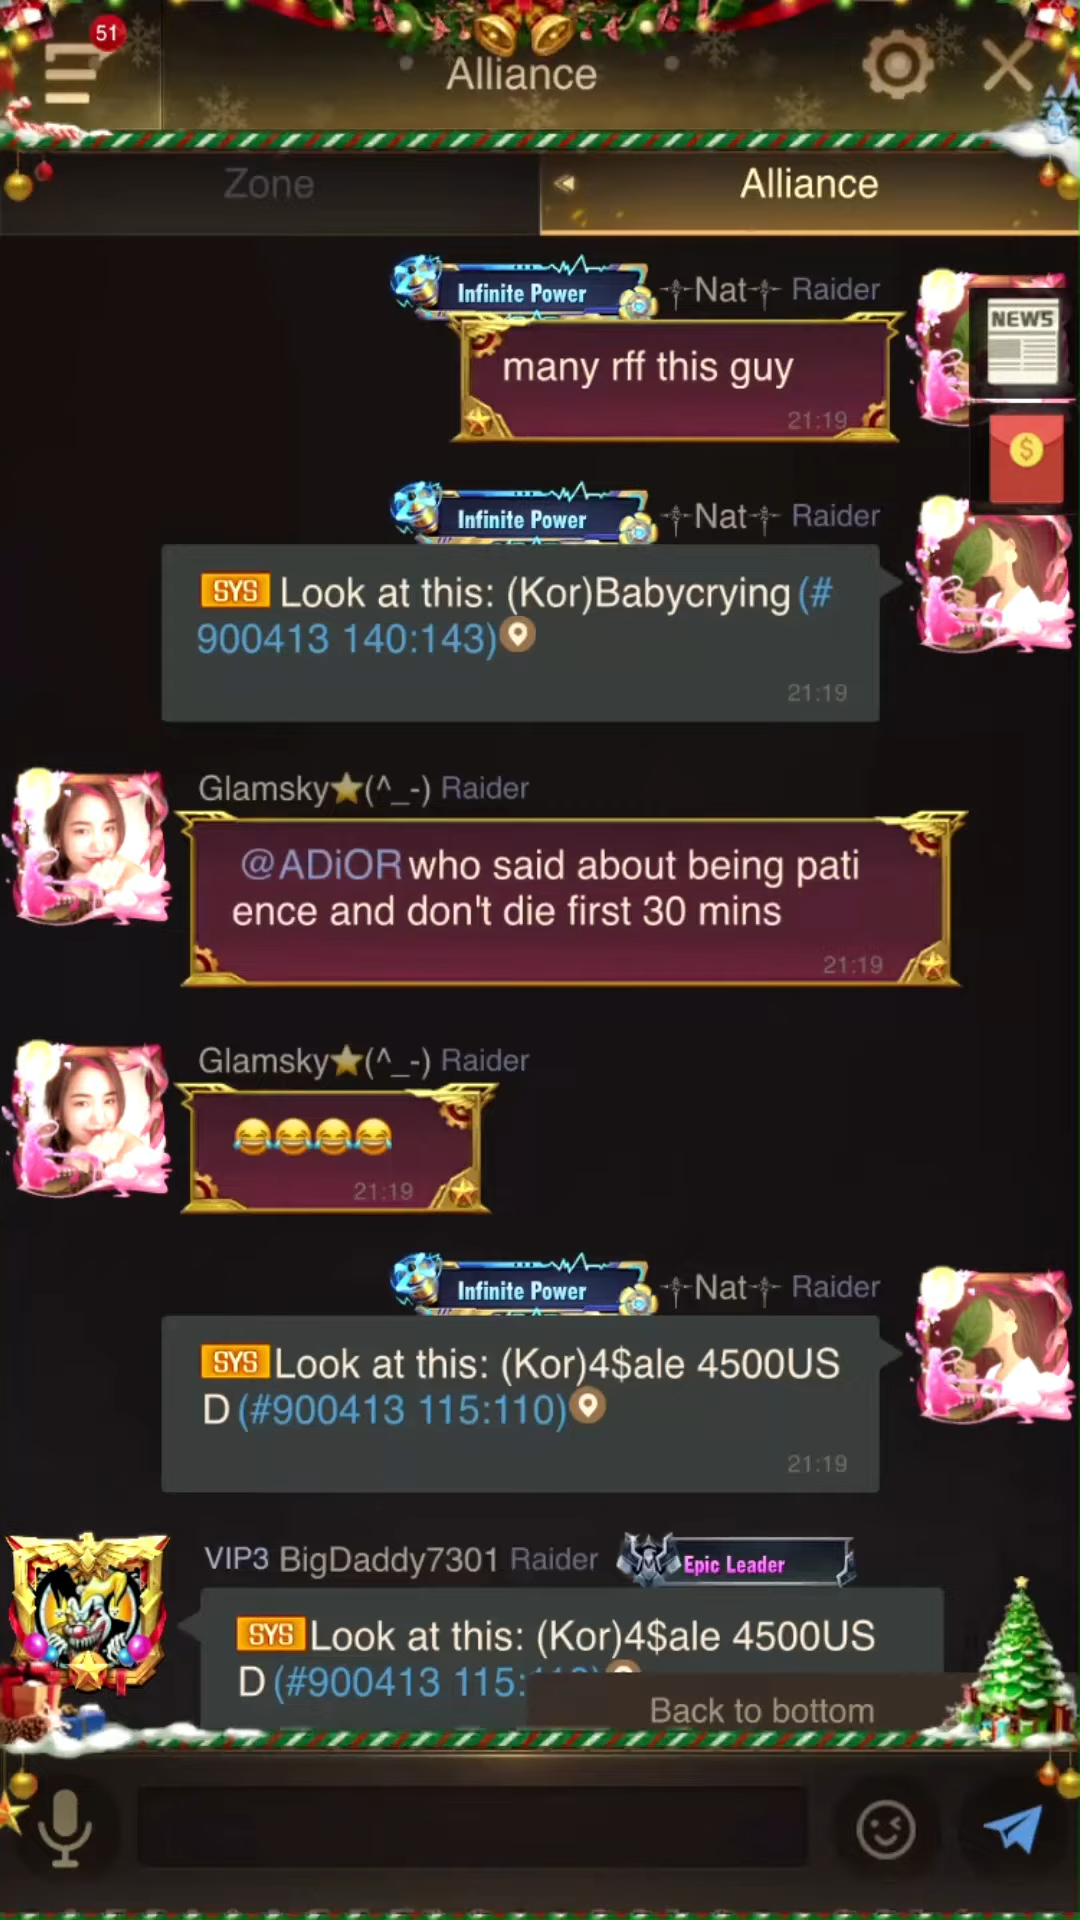 51
Alliance
Zone
Alliance
Infinite Power
Nat Raider
NEWS
many rff this guy
21:19
$
Infinite Power
Nat Raider
SYS Look at this: (Kor)Babycrying(#
900413 140:143)
21:19
Glamsky⭐(^_-) Raider
@ADiOR who said about being pati
ence and don't die first 30 mins
21:19
Glamsky⭐(^_-) Raider
😂😂😂😂
21:19
Infinite Power
Nat Raider
SYS Look at this: (Kor)4$ale 4500US
D(#900413 115:110)
21:19
VIP3 BigDaddy7301 Raider
Epic Leader
SYS Look at this: (Kor)4$ale 4500US
D(#900413 115:
Back to bottom